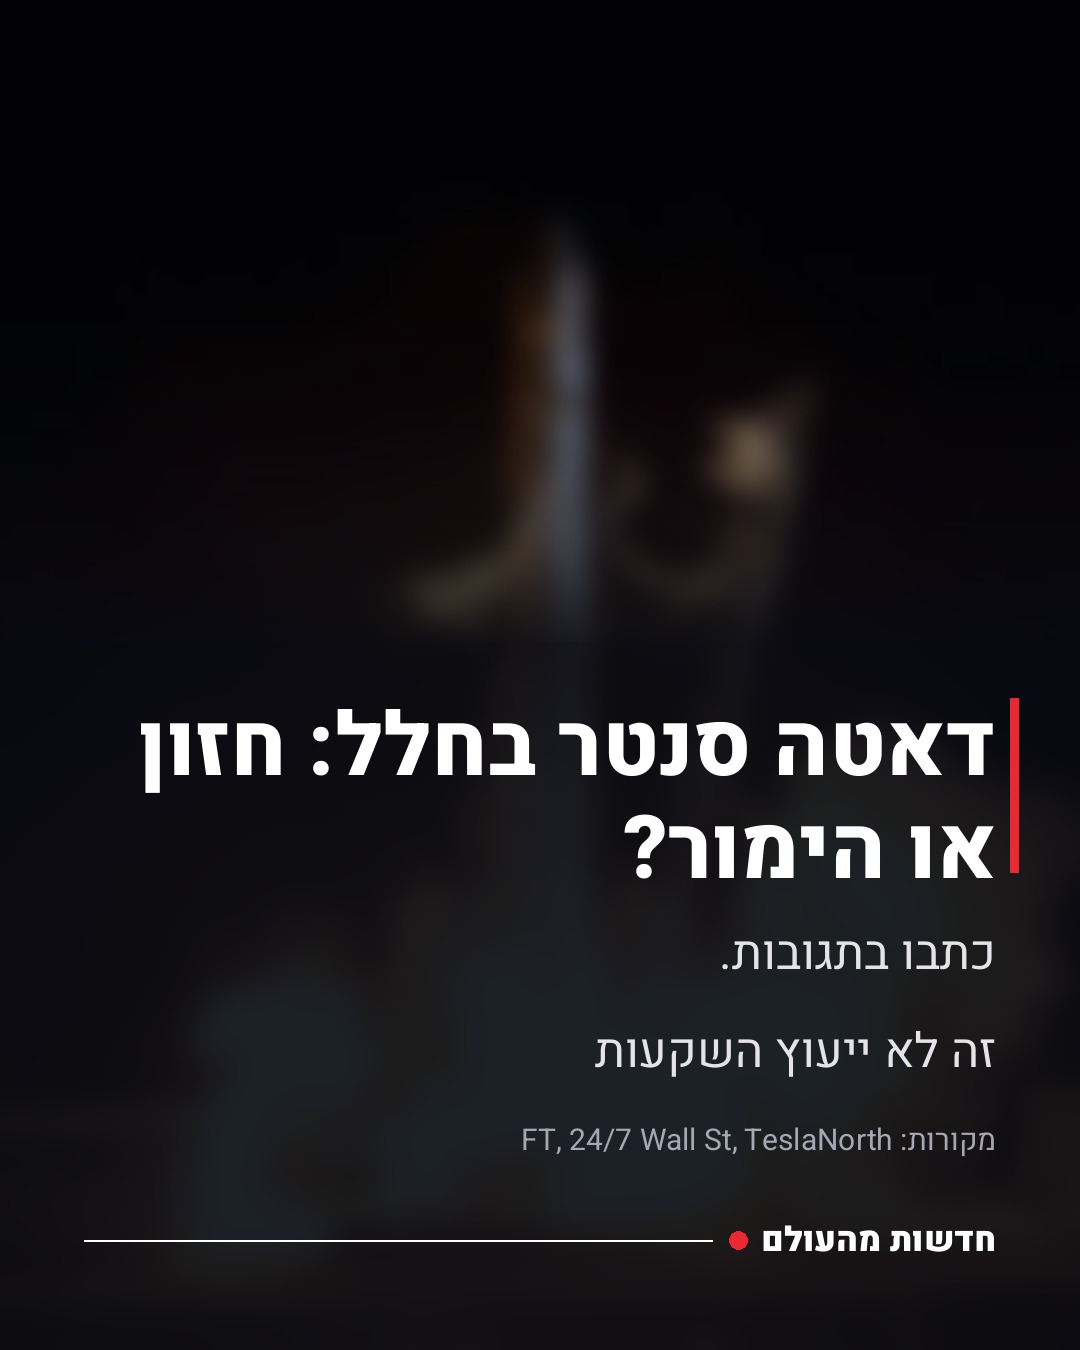 דאטה סנטר בחלל: חזון
או הימור?
כתבו בתגובות.
זה לא ייעוץ השקעות
מקורות: FT, 24/7 Wall St, TeslaNorth
חדשות מהעולם